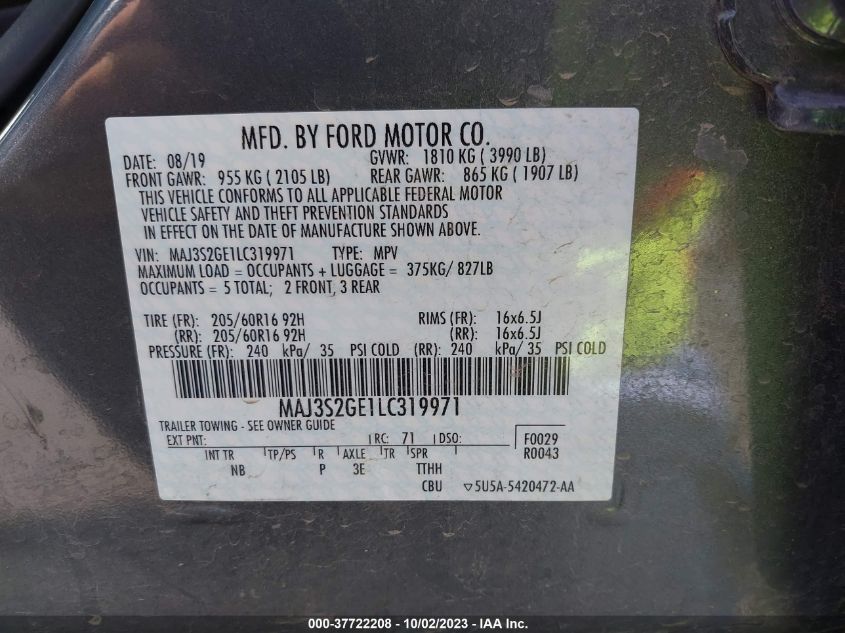 MFD. BY FORD MOTOR CO.
DATE: 08/19 GVWR: 1810 KG ( 3990 LB)
FRONT GAWR: 955 KG ( 2105 LB) REAR GAWR: 865 KG ( 1907 LB)
THIS VEHICLE CONFORMS TO ALL APPLICABLE FEDERAL MOTOR
VEHICLE SAFETY AND THEFT PREVENTION STANDARDS
IN EFFECT ON THE DATE OF MANUFACTURE SHOWN ABOVE.
VIN: MAJ3S2GE1LC319971 TYPE: MPV
MAXIMUM LOAD = OCCUPANTS + LUGGAGE = 375KG/ 827LB
OCCUPANTS = 5 TOTAL; 2 FRONT, 3 REAR
TIRE (FR): 205/60R16 92H RIMS (FR): 16x6.5J
(RR): 205/60R16 92H (RR): 16x6.5J
PRESSURE (FR): 240 kPa/ 35 PSI COLD (RR): 240 kPa/ 35 PSI COLD
MAJ3S2GE1LC319971
TRAILER TOWING - SEE OWNER GUIDE
EXT PNT: RC: 71 DSO: F0029
INT TR TP/PS R AXLE TR SPR R0043
NB P 3E TTHH
CBU ▽5U5A-5420472-AA
000-37722208 - 10/02/2023 - IAA Inc.